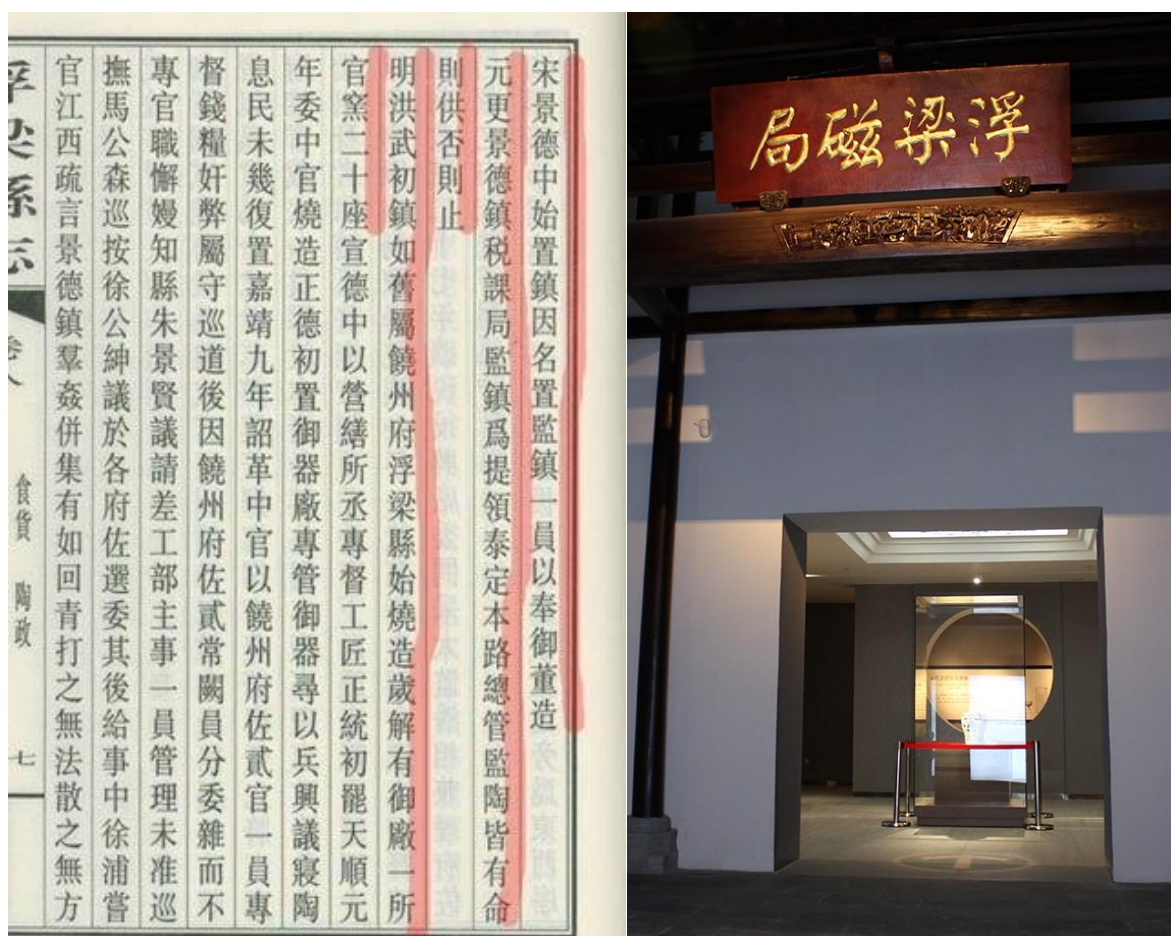 宋景德中始置鎮因名置監鎮一員以奉御董造
元更景德鎮税課局監鎮爲提領泰定本路總管監陶皆有命
則供否則止
明洪武初鎮如舊屬饒州府浮梁縣始燒造歲解有御廠一所
官窯二十座宣德中以營繕所丞專督工匠正統初罷天順元
年委中官燒造正德初置御器廠專管御器尋以兵興議寢陶
息民未幾復置嘉靖九年詔革中官以饒州府佐貳官一員專
督錢糧奸弊屬守巡道後因饒州府佐貳常闕員分委雜而不
專官職懈嫚知縣朱景賢議請差工部主事一員管理未准巡
撫馬公森巡按徐公紳議於各府佐選委其後給事中徐浦嘗
官江西疏言景德鎮羣姦併集有如回青打之無法散之無方
浮梁縣志
卷八
食貨 陶政
七
浮梁磁局